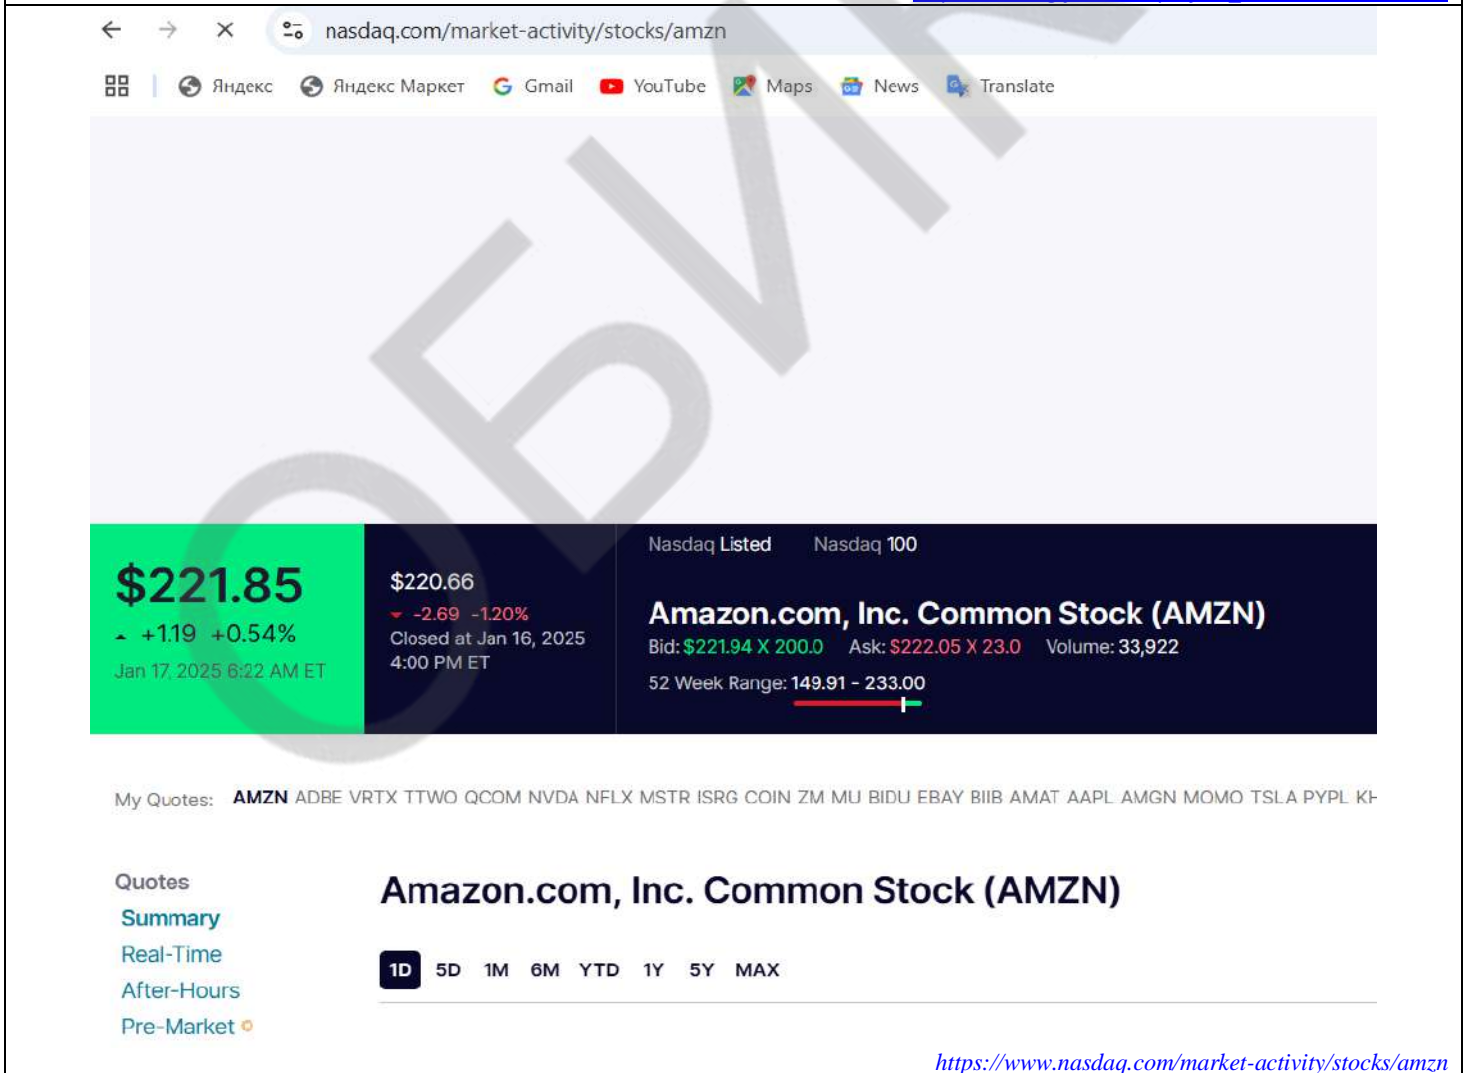 nasdaq.com/market-activity/stocks/amzn
Яндекс Яндекс Маркет Gmail YouTube Maps News Translate
Nasdaq Listed Nasdaq 100
$221.85
+1.19 +0.54%
Jan 17, 2025 6:22 AM ET
$220.66
-2.69 -1.20%
Closed at Jan 16, 2025
4:00 PM ET
Amazon.com, Inc. Common Stock (AMZN)
Bid: $221.94 X 200.0 Ask: $222.05 X 23.0 Volume: 33,922
52 Week Range: 149.91 - 233.00
My Quotes: AMZN ADBE VRTX TTWO QCOM NVDA NFLX MSTR ISRG COIN ZM MU BIDU EBAY BIIB AMAT AAPL AMGN MOMO TSLA PYPL
Quotes
Summary
Real-Time
After-Hours
Pre-Market
Amazon.com, Inc. Common Stock (AMZN)
1D 5D 1M 6M YTD 1Y 5Y MAX
https://www.nasdaq.com/market-activity/stocks/amzn